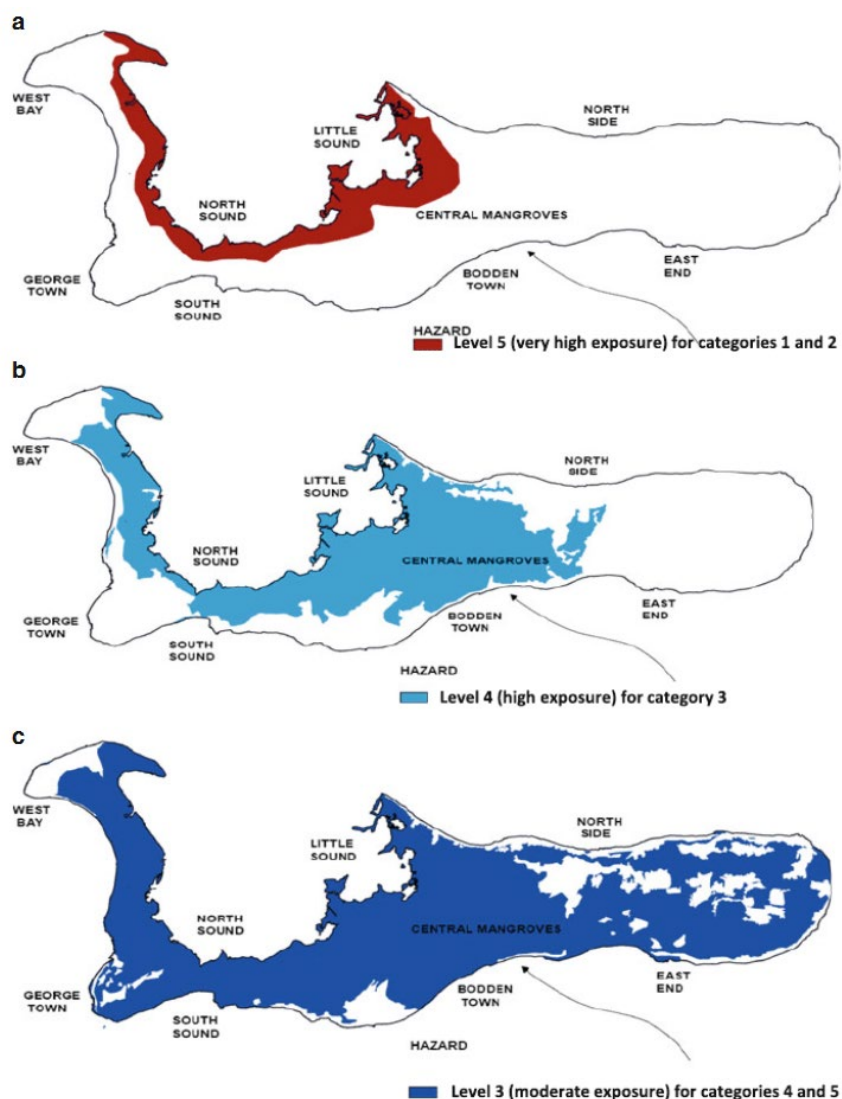 a
WEST
BAY
NORTH
SIDE
LITTLE
SOUND
NORTH
SOUND
CENTRAL MANGROVES
GEORGE
TOWN
SOUTH
SOUND
BODDEN
TOWN
EAST
END
HAZARD
Level 5 (very high exposure) for categories 1 and 2
b
WEST
BAY
NORTH
SIDE
LITTLE
SOUND
NORTH
SOUND
CENTRAL MANGROVES
GEORGE
TOWN
SOUTH
SOUND
BODDEN
TOWN
EAST
END
HAZARD
Level 4 (high exposure) for category 3
c
WEST
BAY
NORTH
SIDE
LITTLE
SOUND
NORTH
SOUND
CENTRAL MANGROVES
GEORGE
TOWN
SOUTH
SOUND
BODDEN
TOWN
EAST
END
HAZARD
Level 3 (moderate exposure) for categories 4 and 5